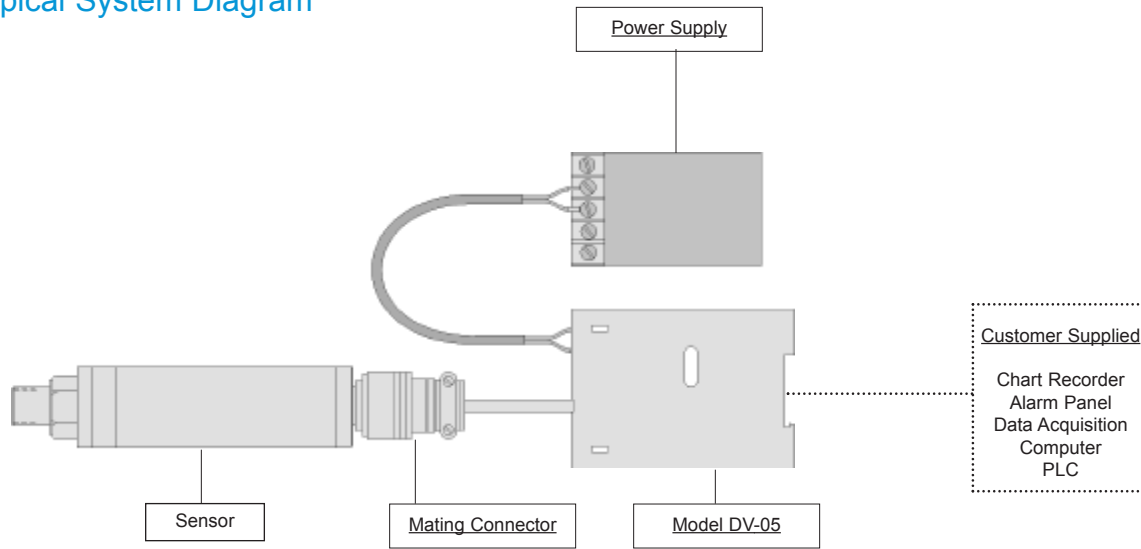 pical System Diagram
Power Supply
Customer Supplied
Chart Recorder
Alarm Panel
Data Acquisition
Computer
PLC
Sensor
Mating Connector
Model DV-05